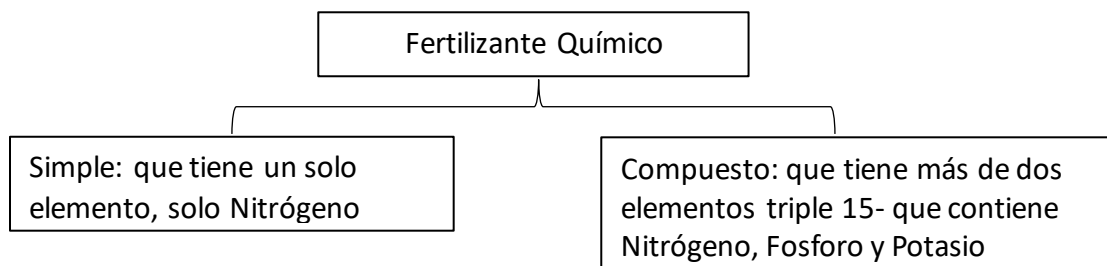 Fertilizante Químico
Simple: que tiene un solo
elemento, solo Nitrógeno
Compuesto: que tiene más de dos
elementos triple 15- que contiene
Nitrógeno, Fosforo y Potasio